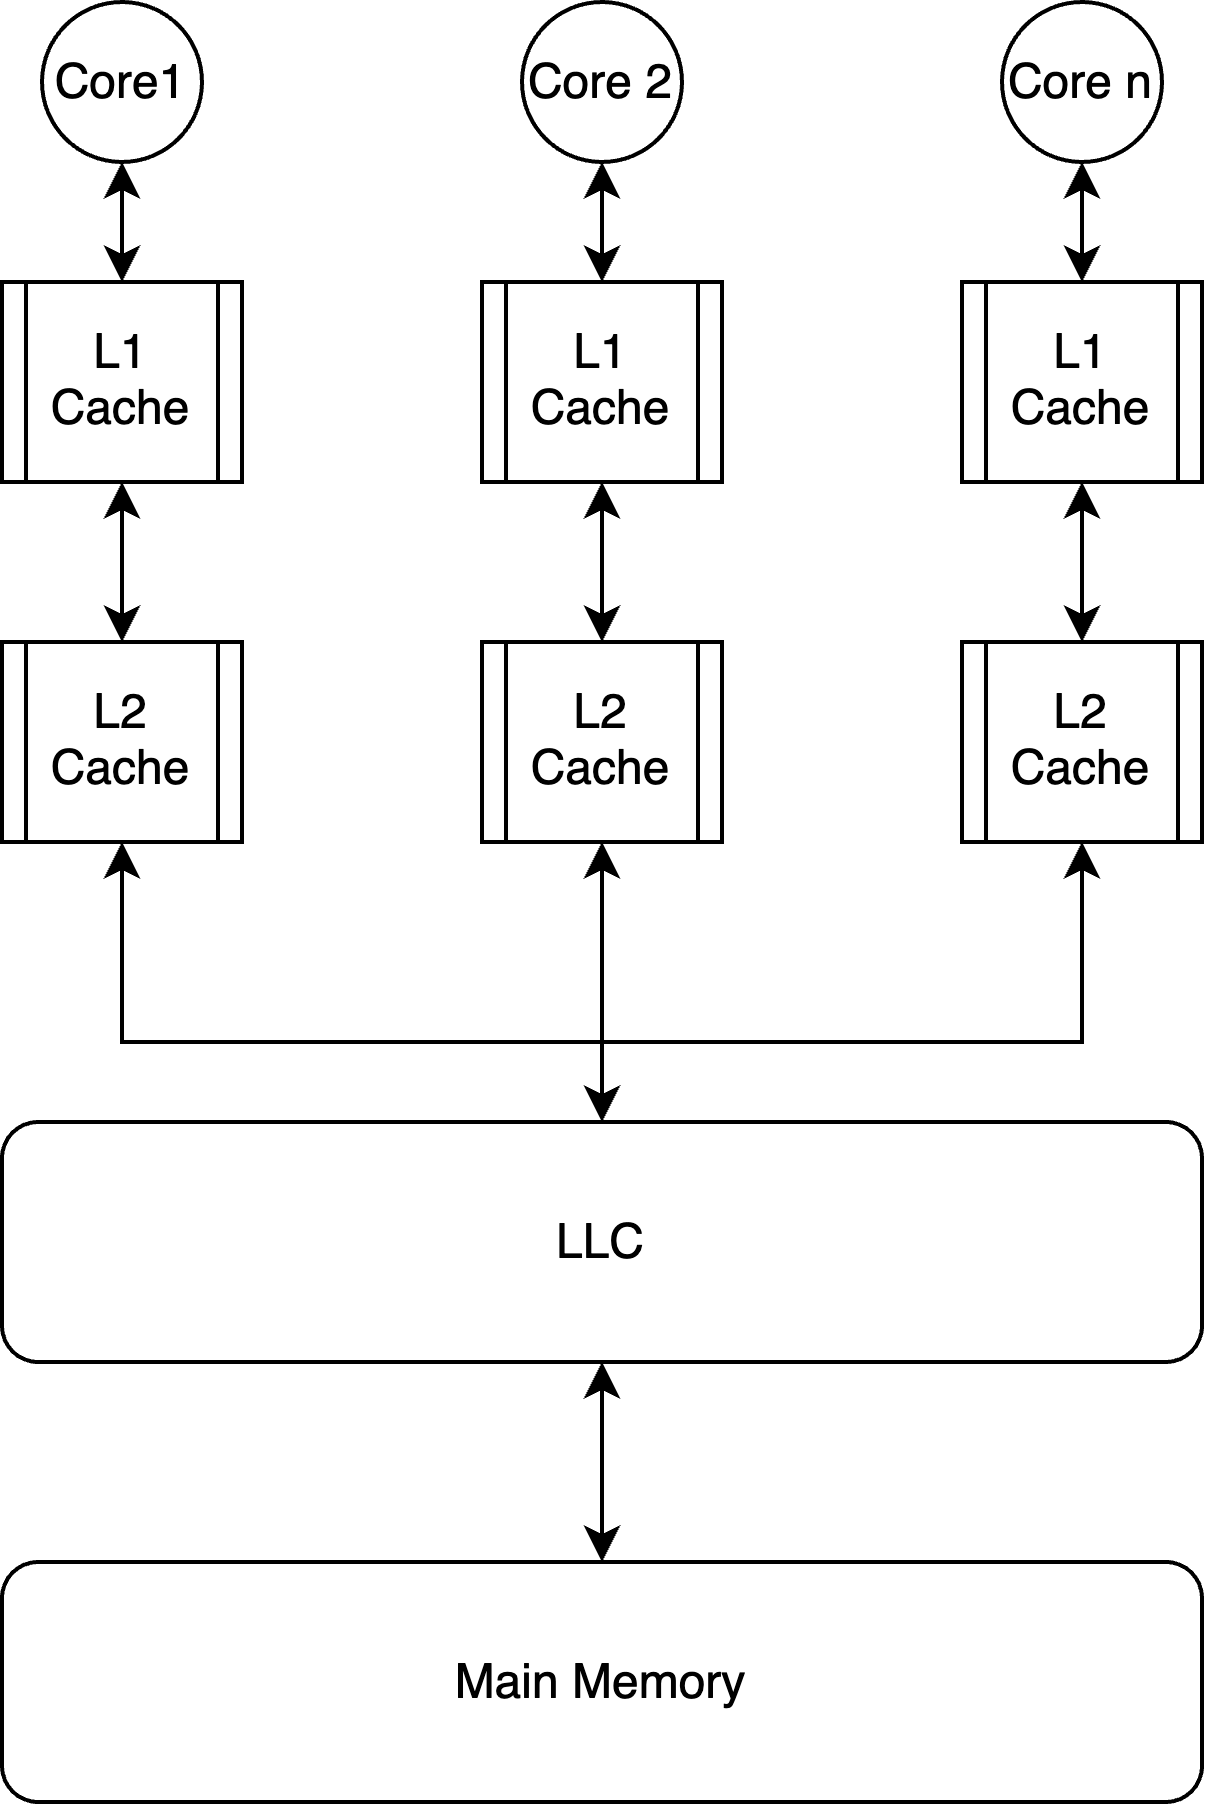 Core1
Core 2
Core n
L1
Cache
L1
Cache
L1
Cache
L2
Cache
L2
Cache
L2
Cache
LLC
Main Memory